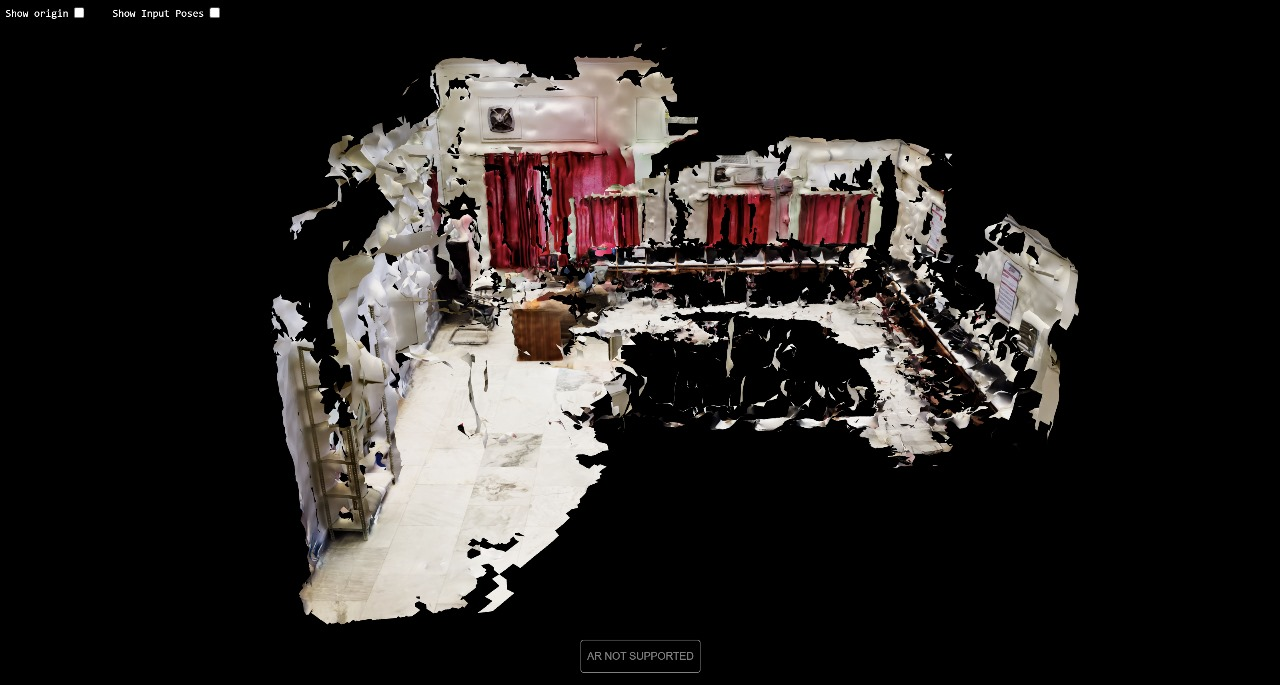 Show origin
Show Input Poses
AR NOT SUPPORTED